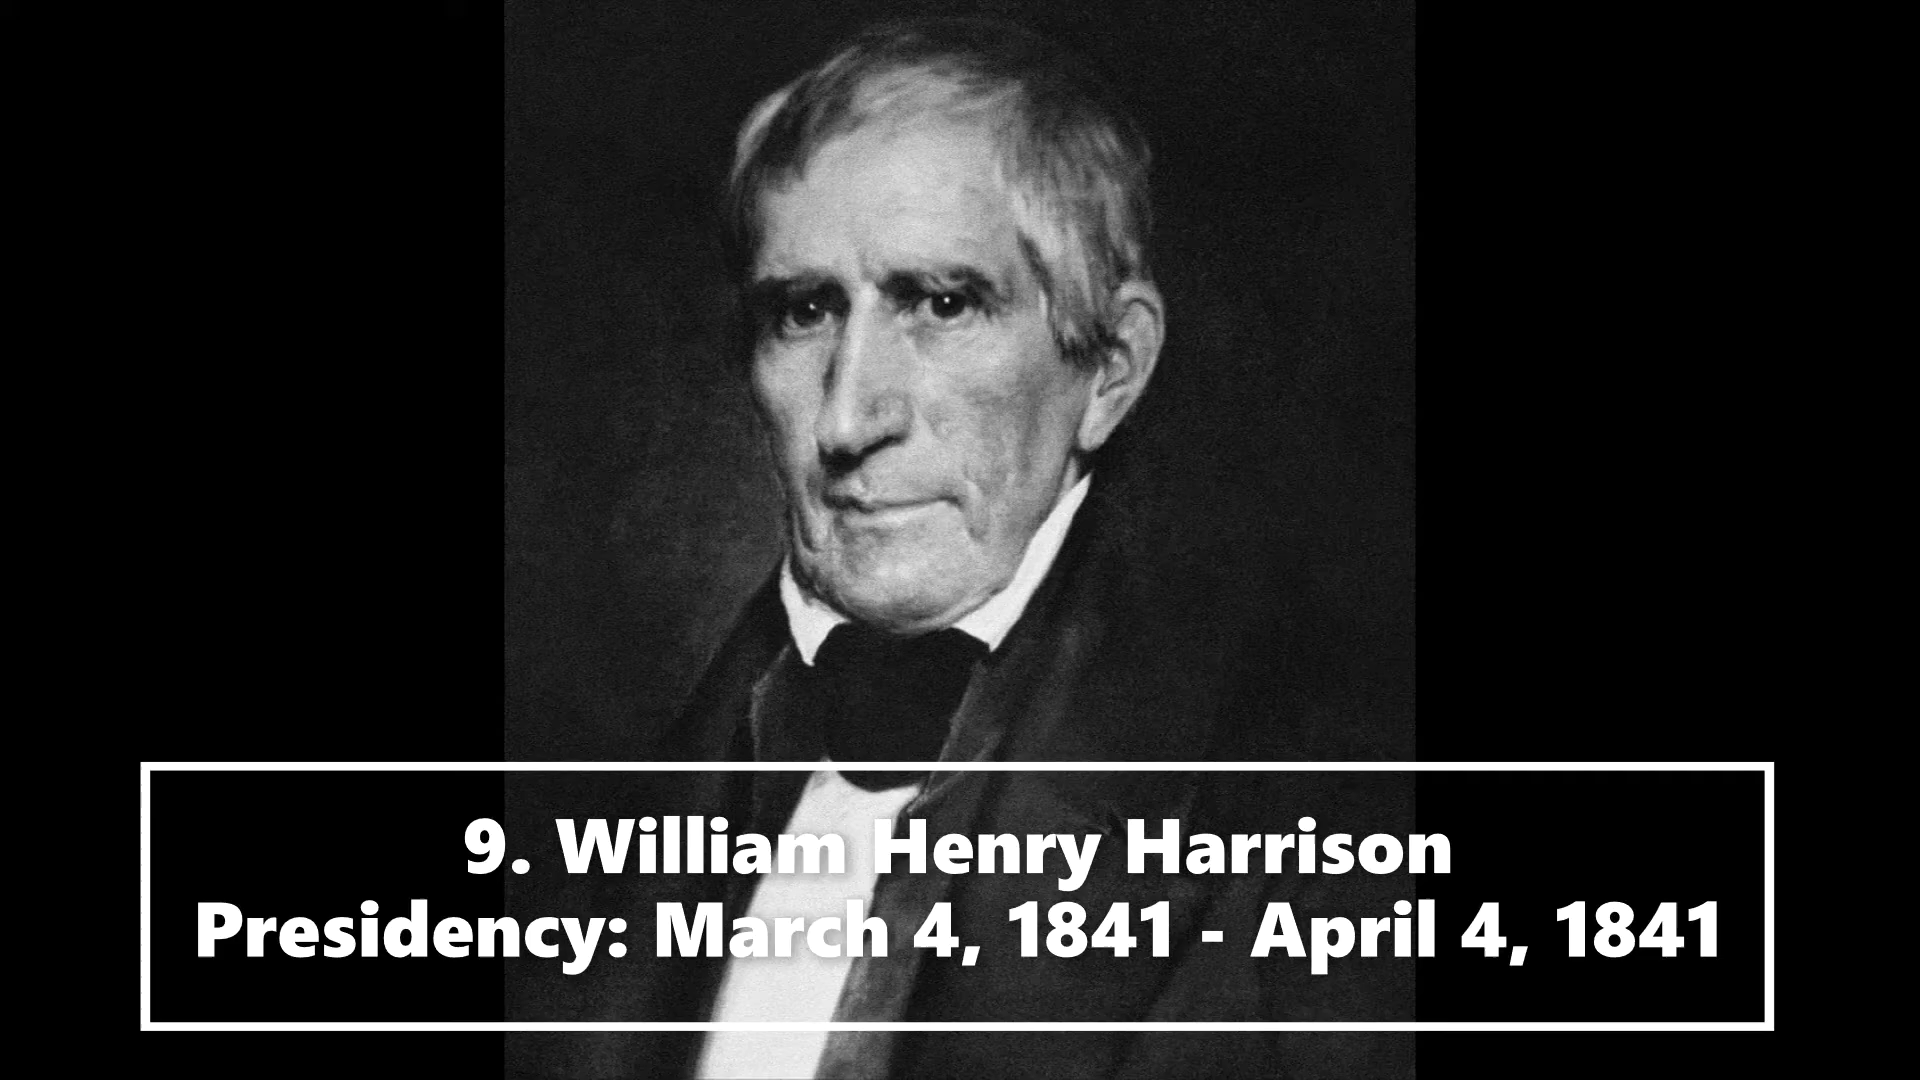 9. William Henry Harrison
Presidency: March 4, 1841 - April 4, 1841